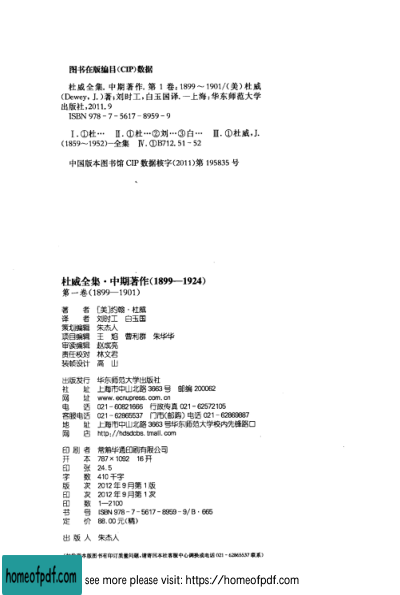 图书在版编目(CIP)数据
杜威全集.中期著作.第1卷:1899～1901/(美)杜威
(Dewey,J.)著;刘时工,白玉国译.—上海:华东师范大学
出版社,2011.9
ISBN 978-7-5617-8959-9
Ⅰ.①杜… Ⅱ.①杜…②刘…③白… Ⅲ.①杜威,J.
(1859～1952)—全集 Ⅳ.①B712.51-52
中国版本图书馆CIP数据核字(2011)第195835号
杜威全集·中期著作(1899—1924)
第一卷(1899—1901)
著 者 [美]约翰·杜威
译 者 刘时工 白玉国
策划编辑 朱杰人
项目编辑 王 焰 曹利群 朱华华
审读编辑 赵成亮
责任校对 林文君
装帧设计 高 山
出版发行 华东师范大学出版社
社 址 上海市中山北路3663号 邮编 200062
网 址 www.ecnupress.com.cn
电 话 021-60821666 行政传真 021-62572105
客服电话 021-62865537 门市(邮购)电话 021-62869887
地 址 上海市中山北路3663号华东师范大学校内先锋路口
网 店 http://hdsdcbs.tmall.com
印 刷 者 常熟华通印刷有限公司
开 本 787×1092 16开
印 张 24.5
字 数 410千字
版 次 2012年9月第1版
印 次 2012年9月第1次
印 数 1—2100
书 号 ISBN 978-7-5617-8959-9/B·665
定 价 88.00元(精)
出 版 人 朱杰人
(如发现本版图书有印订质量问题,请寄回本社客服中心调换或电话021-62865537联系)
homeofpdf.com
see more please visit: https://homeofpdf.com